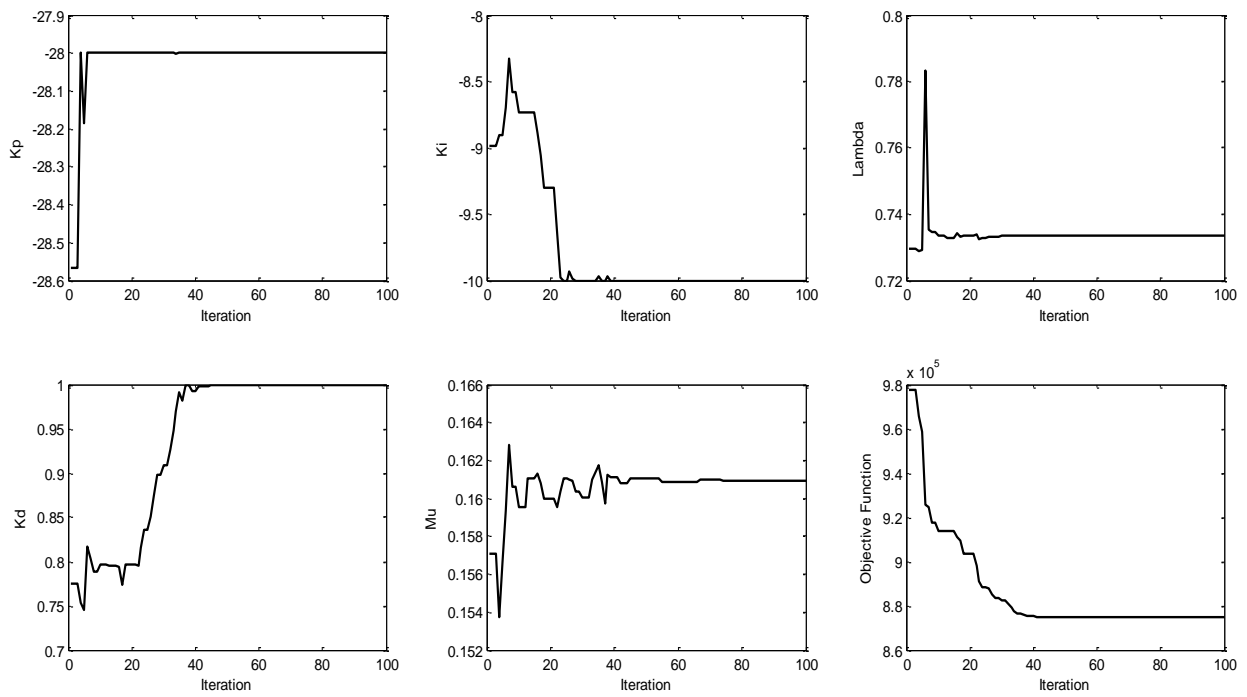 -27.9
-28
-28.1
-28.2
-28.3
-28.4
-28.5
-28.6
Kp
0 20 40 60 80 100
Iteration
-8
-8.5
-9
-9.5
-10
Ki
0 20 40 60 80 100
Iteration
0.8
0.78
0.76
0.74
0.72
Lambda
0 20 40 60 80 100
Iteration
1
0.95
0.9
0.85
0.8
0.75
0.7
Kd
0 20 40 60 80 100
Iteration
0.166
0.164
0.162
0.16
0.158
0.156
0.154
0.152
Mu
0 20 40 60 80 100
Iteration
x 10^5
9.8
9.6
9.4
9.2
9
8.8
8.6
Objective Function
0 20 40 60 80 100
Iteration